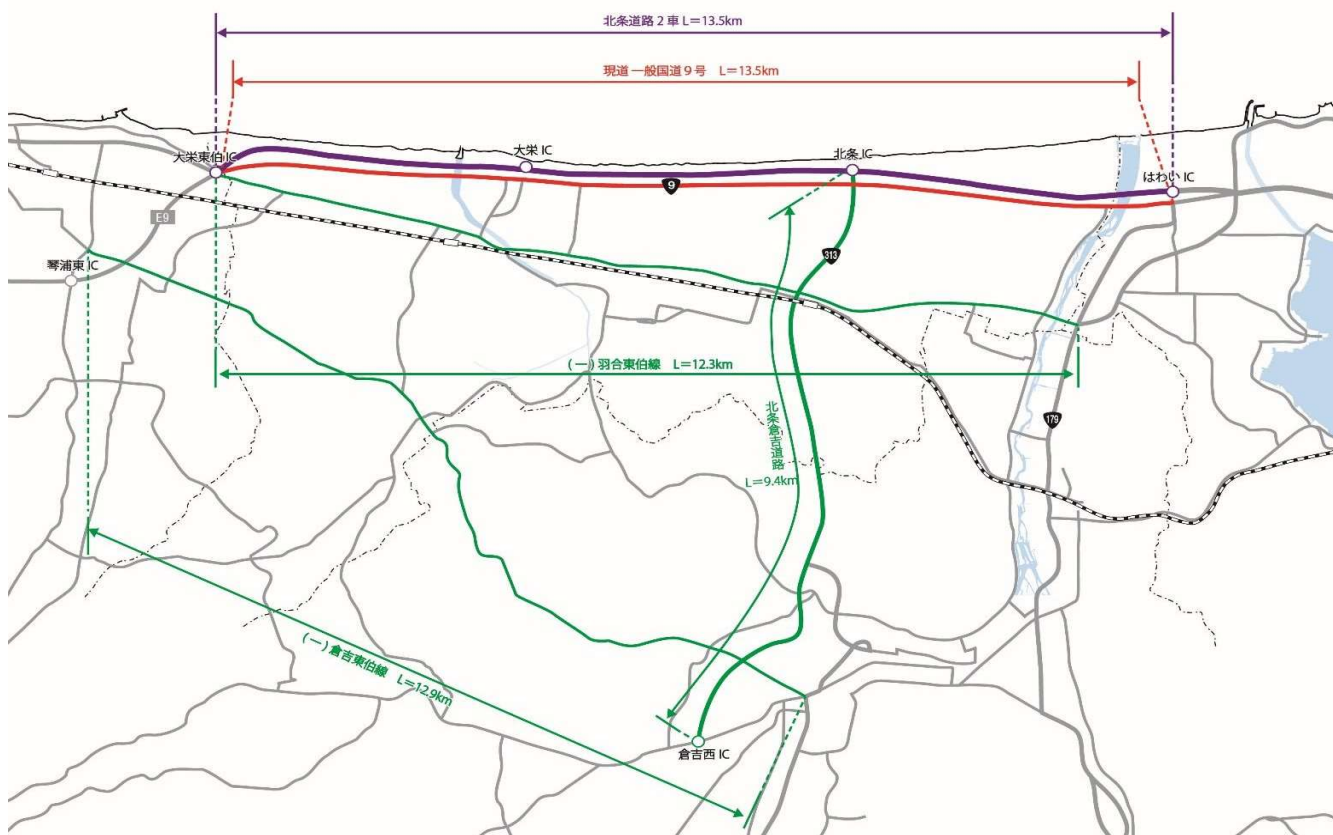 北条道路２車 L＝13.5km
現道 一般国道９号　L＝13.5km
大栄東伯 IC
大栄 IC
北条 IC
はわい IC
9
E9
琴浦東 IC
313
(一) 羽合東伯線　L＝12.3km
北条倉吉道路
L＝9.4km
179
(一) 倉吉東伯線　L＝12.9km
倉吉西 IC